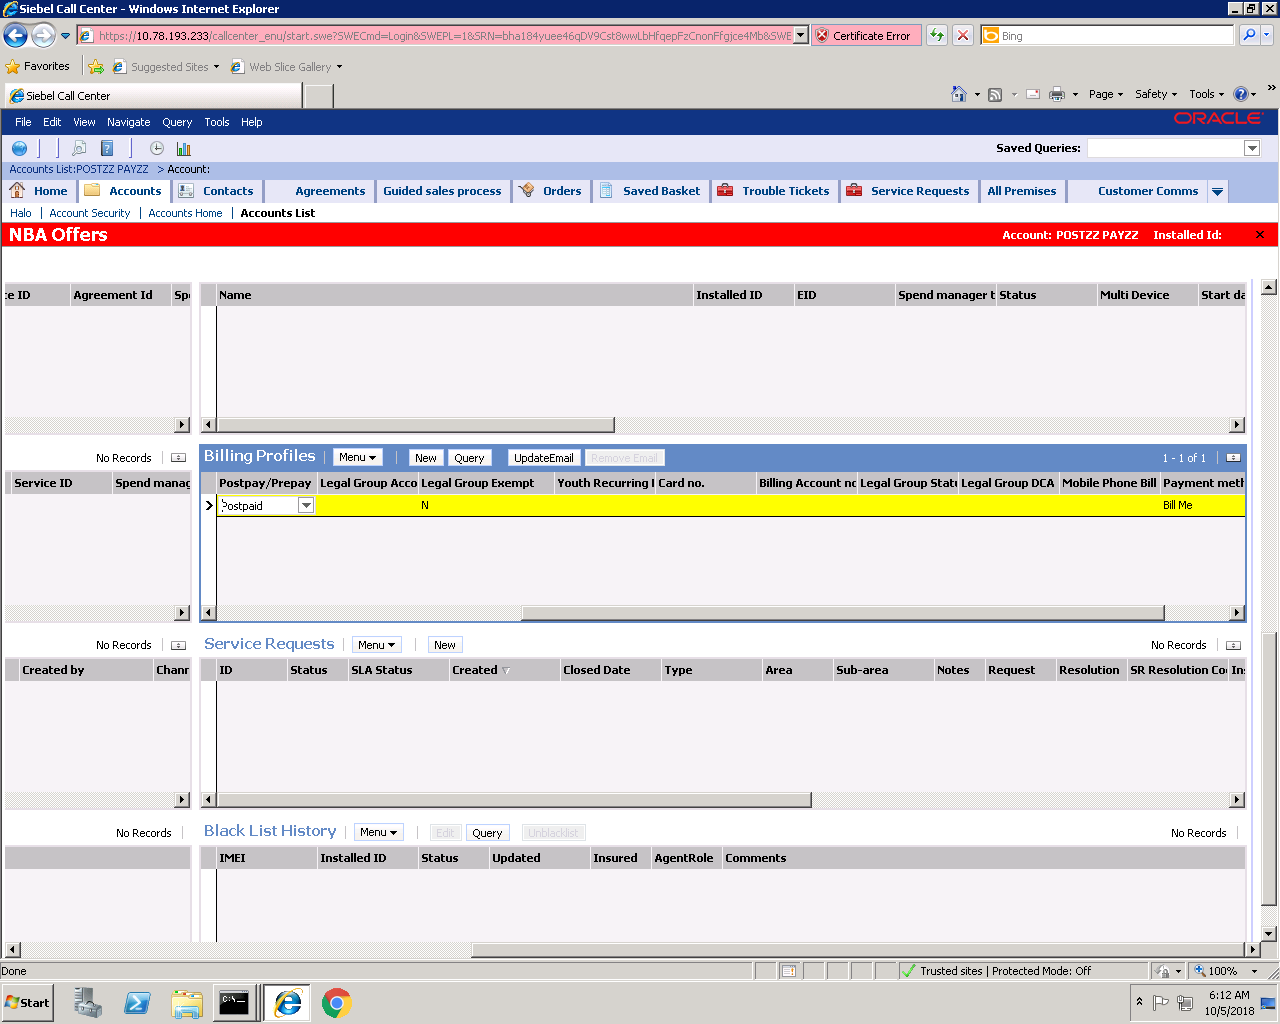 Siebel Call Center - Windows Internet Explorer
https://10.78.193.233/callcenter_enu/start.swe?SWECmd=Login&SWEPL=1&SRN=bha184yuee46qDV9Cst8wwLbHfqepFzCnonFfgjce4Mb&SWE
Certificate Error
Bing
Favorites
Suggested Sites
Web Slice Gallery
Siebel Call Center
Page
Safety
Tools
File Edit View Navigate Query Tools Help
ORACLE
Saved Queries:
Accounts List:POSTZZ PAYZZ > Account:
Home
Accounts
Contacts
Agreements
Guided sales process
Orders
Saved Basket
Trouble Tickets
Service Requests
All Premises
Customer Comms
Halo | Account Security | Accounts Home | Accounts List
NBA Offers
Account: POSTZZ PAYZZ Installed Id:
ce ID Agreement Id Spe
Name Installed ID EID Spend manager t Status Multi Device Start da
No Records
Billing Profiles
Menu
New
Query
UpdateEmail
Remove Email
1 - 1 of 1
Service ID Spend manag
Postpay/Prepay Legal Group Acco Legal Group Exempt Youth Recurring I Card no. Billing Account no Legal Group Statu Legal Group DCA Mobile Phone Bill Payment meth
Postpaid N Bill Me
No Records
Service Requests
Menu
New
No Records
Created by Chann
ID Status SLA Status Created Closed Date Type Area Sub-area Notes Request Resolution SR Resolution Co Ins
No Records
Black List History
Menu
Edit
Query
Unblacklist
No Records
IMEI Installed ID Status Updated Insured AgentRole Comments
Done
Trusted sites | Protected Mode: Off
100%
Start
C:\.
6:12 AM
10/5/2018